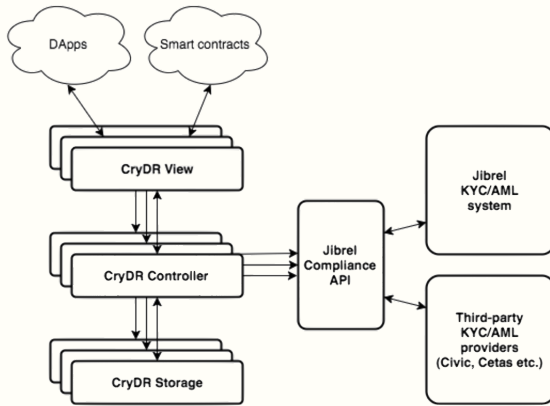 DApps
Smart contracts
CryDR View
CryDR Controller
CryDR Storage
Jibrel
Compliance
API
Jibrel
KYC/AML
system
Third-party
KYC/AML
providers
(Civic, Cetas etc.)